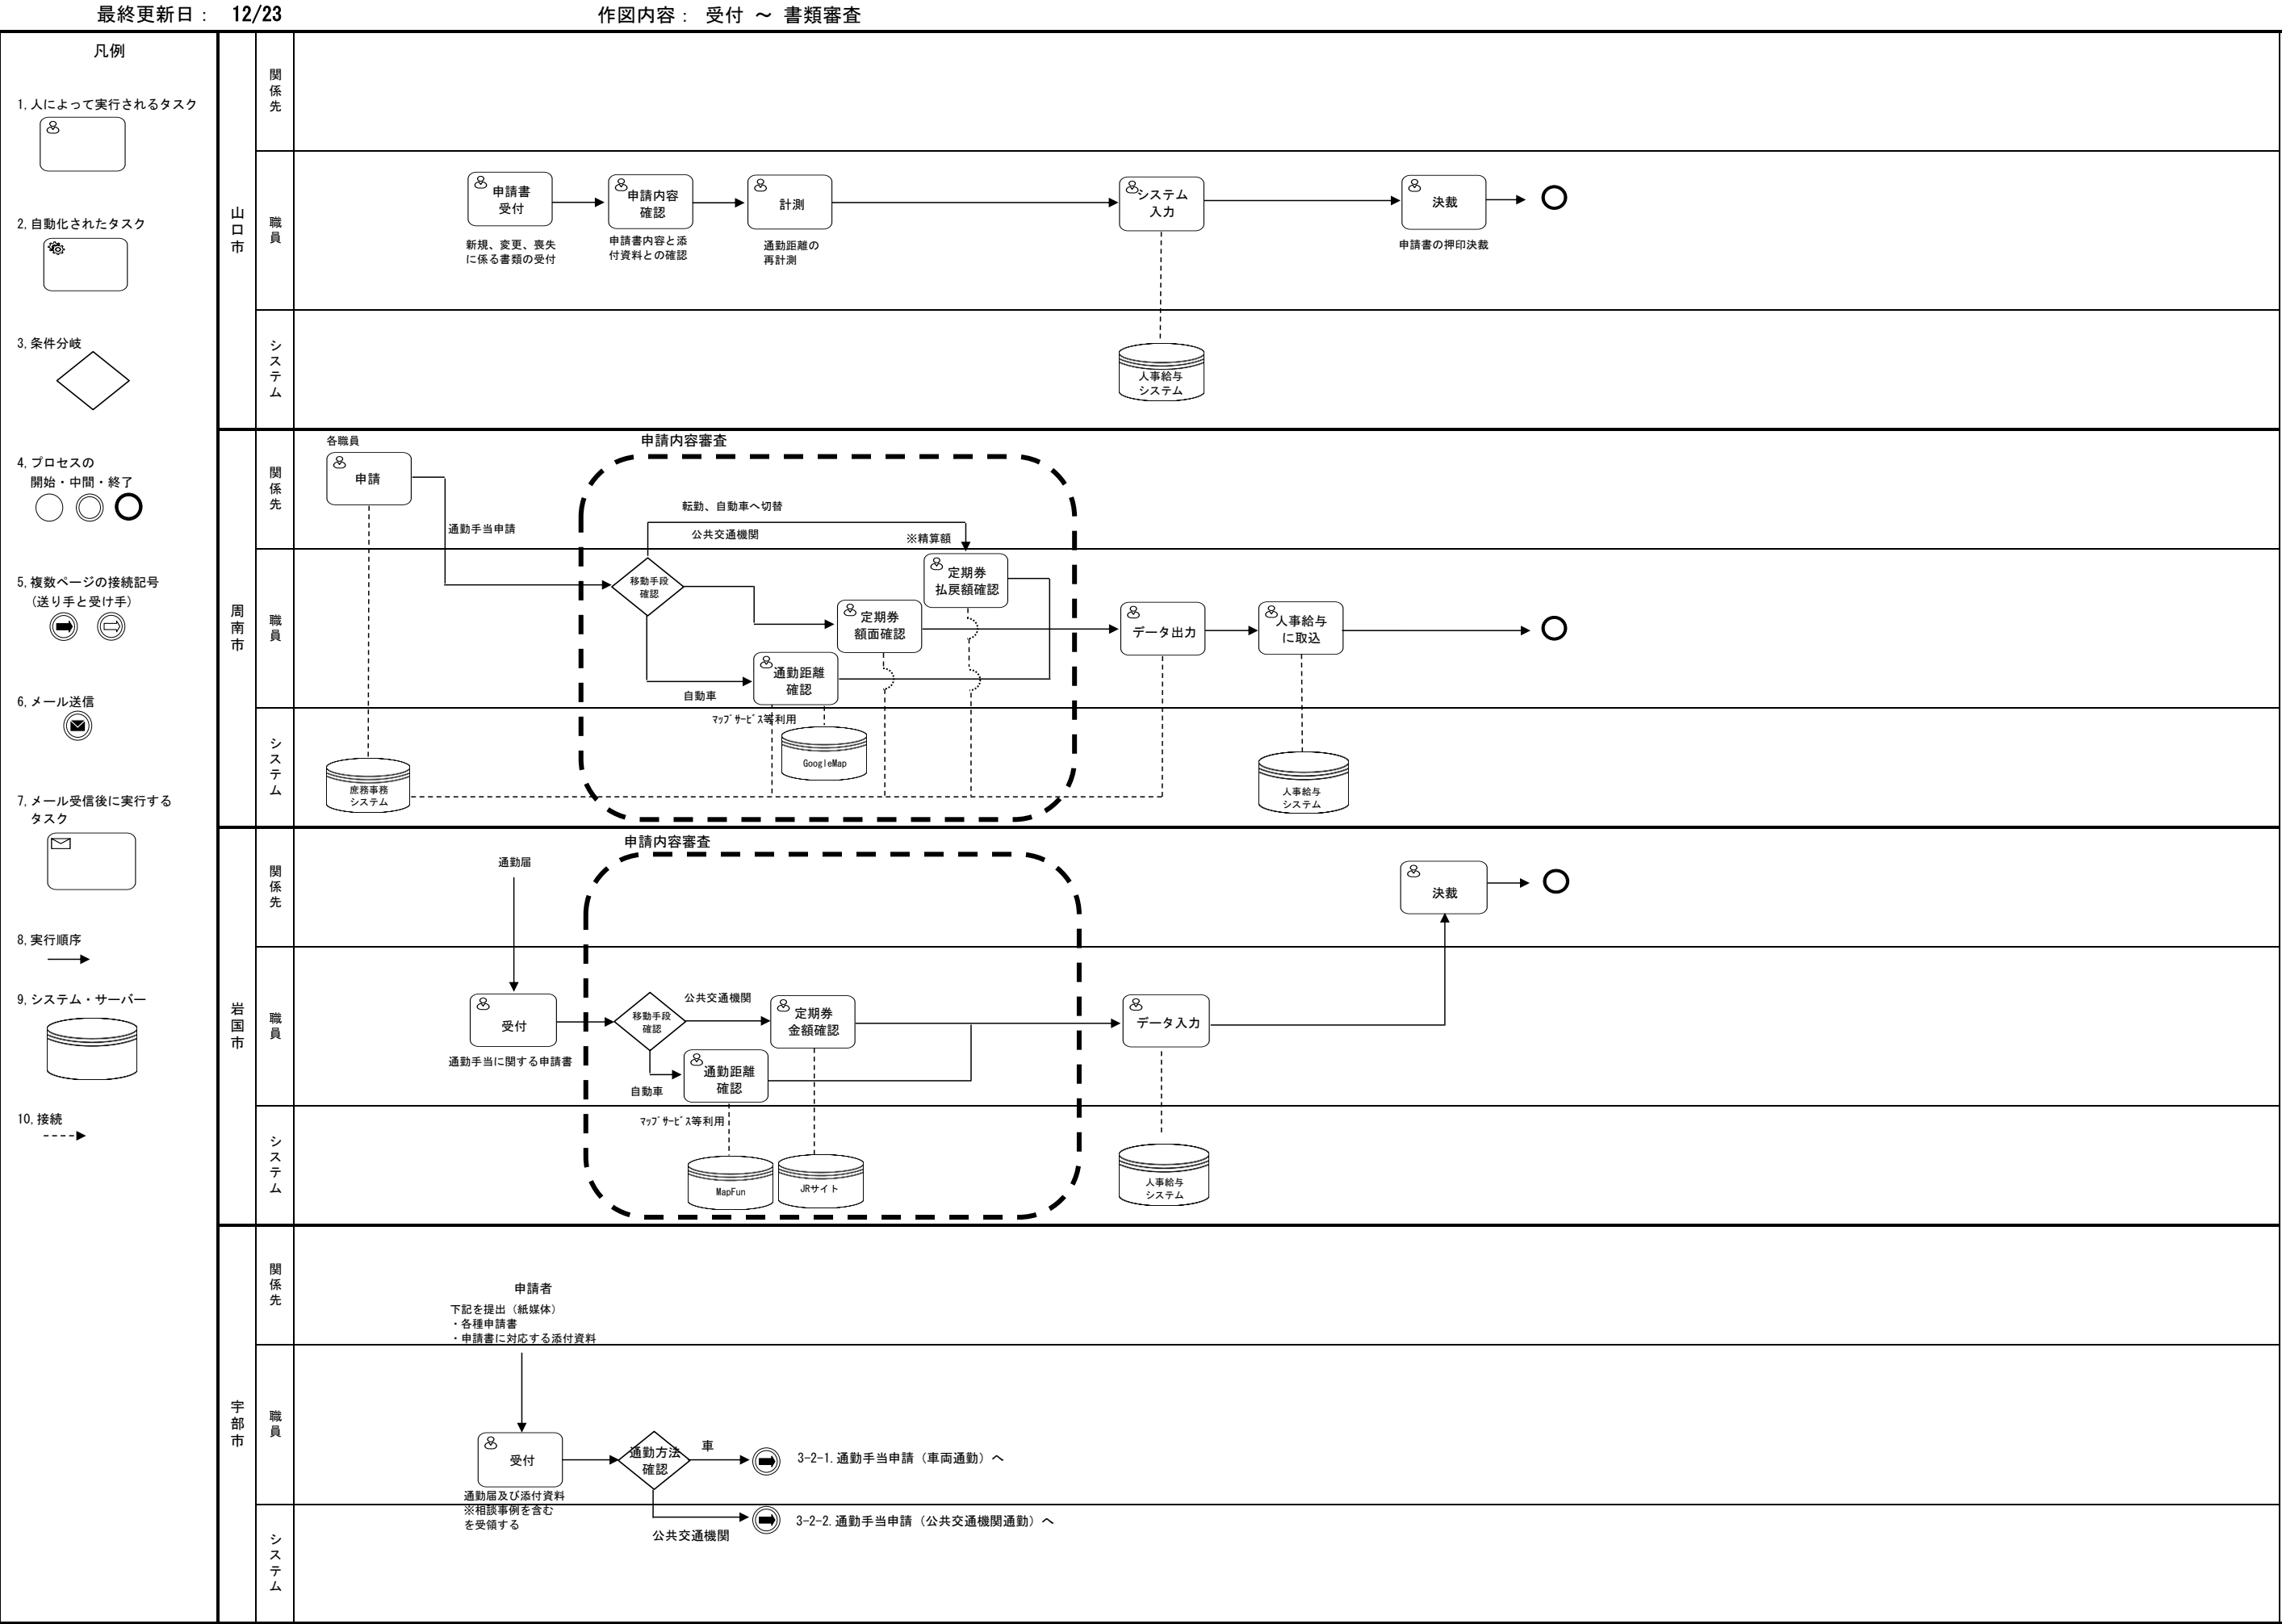 最終更新日： 12/23
作図内容： 受付 ～ 書類審査
凡例
1, 人によって実行されるタスク
2, 自動化されたタスク
3, 条件分岐
4, プロセスの
開始・中間・終了
5, 複数ページの接続記号
（送り手と受け手）
6, メール送信
7, メール受信後に実行する
タスク
8, 実行順序
9, システム・サーバー
10, 接続
山口市
関係先
職員
システム
申請書
受付
新規、変更、喪失
に係る書類の受付
申請内容
確認
申請書内容と添
付資料との確認
計測
通勤距離の
再計測
システム
入力
決裁
申請書の押印決裁
人事給与
システム
周南市
関係先
職員
システム
各職員
申請
通勤手当申請
申請内容審査
転勤、自動車へ切替
公共交通機関
※精算額
移動手段
確認
定期券
払戻額確認
定期券
額面確認
通勤距離
確認
自動車
ﾏｯﾌﾟｻｰﾋﾞｽ等利用
データ出力
人事給与
に取込
庶務事務
システム
GoogleMap
人事給与
システム
岩国市
関係先
職員
システム
通勤届
申請内容審査
決裁
受付
通勤手当に関する申請書
移動手段
確認
公共交通機関
定期券
金額確認
通勤距離
確認
自動車
データ入力
ﾏｯﾌﾟｻｰﾋﾞｽ等利用
MapFun
JRサイト
人事給与
システム
宇部市
関係先
職員
システム
申請者
下記を提出（紙媒体）
・各種申請書
・申請書に対応する添付資料
受付
通勤届及び添付資料
※相談事例を含む
を受領する
通勤方法
確認
車
3-2-1. 通勤手当申請（車両通勤）へ
公共交通機関
3-2-2. 通勤手当申請（公共交通機関通勤）へ